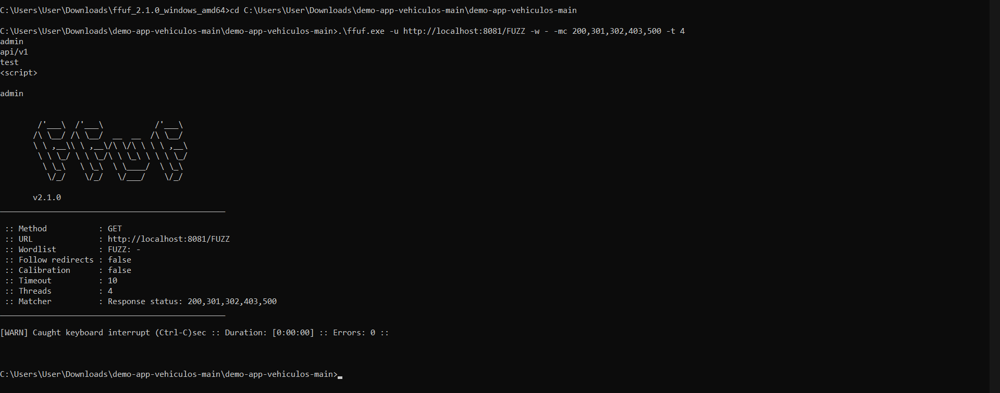 C:\Users\User\Downloads\ffuf_2.1.0_windows_amd64>cd C:\Users\User\Downloads\demo-app-vehiculos-main\demo-app-vehiculos-main
C:\Users\User\Downloads\demo-app-vehiculos-main\demo-app-vehiculos-main>.\ffuf.exe -u http://localhost:8081/FUZZ -w - -mc 200,301,302,403,500 -t 4
admin
api/v1
test
<script>
admin
        /'___\  /'___\           /'___\
       /\ \__/ /\ \__/  __  __  /\ \__/
       \ \ ,__\\ \ ,__\/\ \/\ \ \ \ ,__\
        \ \ \_/ \ \ \_/\ \ \_\ \ \ \ \_/
         \ \_\   \ \_\  \ \____/  \ \_\
          \/_/    \/_/   \/___/    \/_/
v2.1.0
________________________________________________
:: Method           : GET
:: URL              : http://localhost:8081/FUZZ
:: Wordlist         : FUZZ: -
:: Follow redirects : false
:: Calibration      : false
:: Timeout          : 10
:: Threads          : 4
:: Matcher          : Response status: 200,301,302,403,500
________________________________________________
[WARN] Caught keyboard interrupt (Ctrl-C)sec :: Duration: [0:00:00] :: Errors: 0 ::
C:\Users\User\Downloads\demo-app-vehiculos-main\demo-app-vehiculos-main>